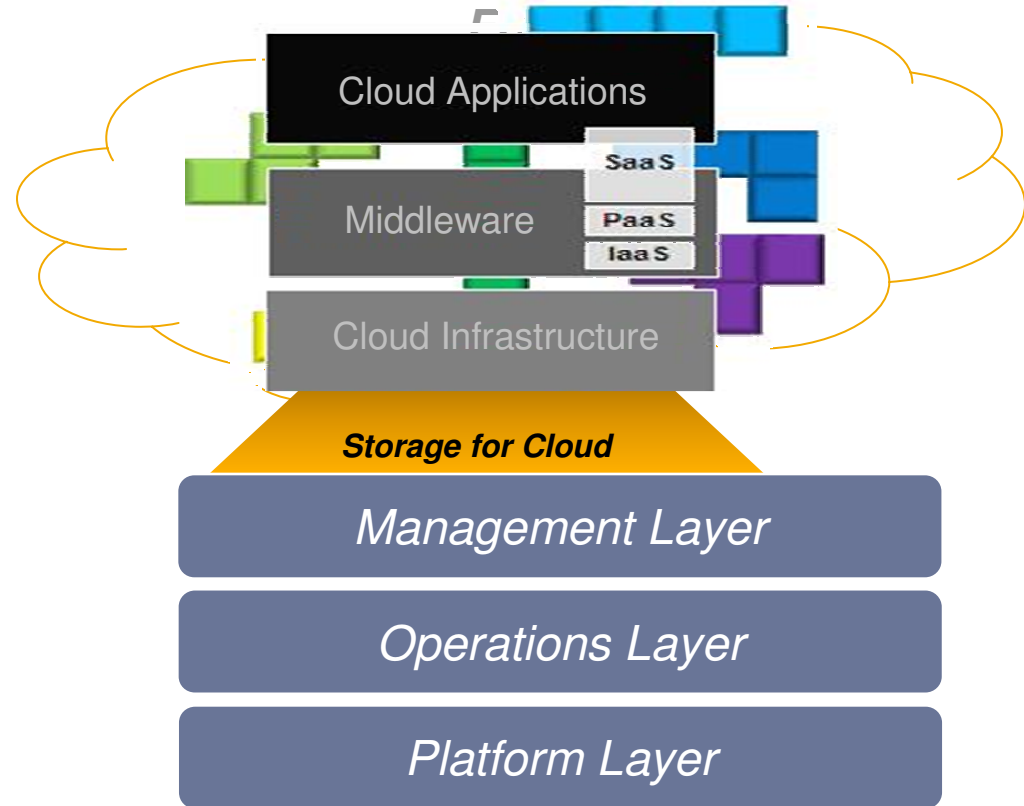 Cloud Applications
SaaS
Middleware
PaaS
IaaS
Cloud Infrastructure
Storage for Cloud
Management Layer
Operations Layer
Platform Layer